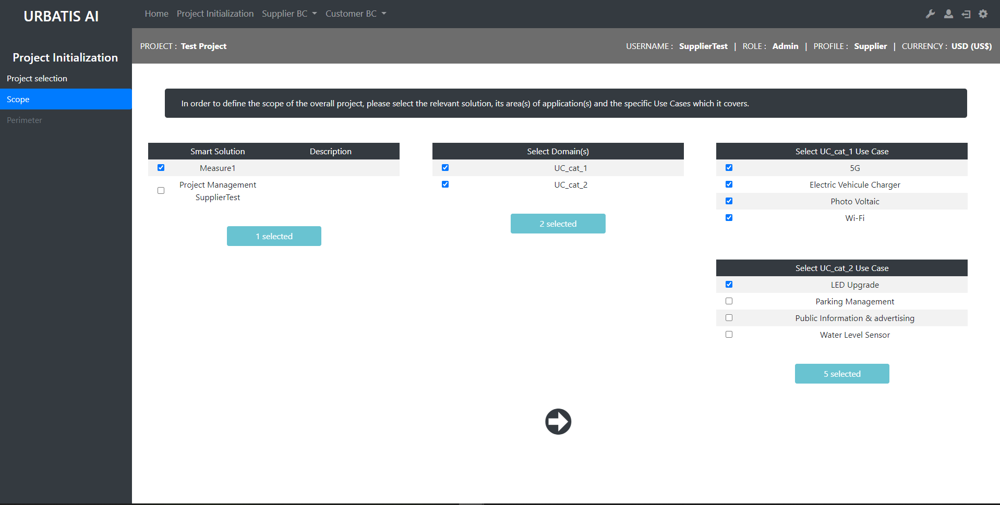 URBATIS AI
Home Project Initialization Supplier BC Customer BC
PROJECT : Test Project
USERNAME : SupplierTest | ROLE : Admin | PROFILE : Supplier | CURRENCY : USD (US$)
Project Initialization
Project selection
Scope
Perimeter
In order to define the scope of the overall project, please select the relevant solution, its area(s) of application(s) and the specific Use Cases which it covers.
Smart Solution Description
Measure1
Project Management
SupplierTest
1 selected
Select Domain(s)
UC_cat_1
UC_cat_2
2 selected
Select UC_cat_1 Use Case
5G
Electric Vehicule Charger
Photo Voltaic
Wi-Fi
Select UC_cat_2 Use Case
LED Upgrade
Parking Management
Public Information & advertising
Water Level Sensor
5 selected